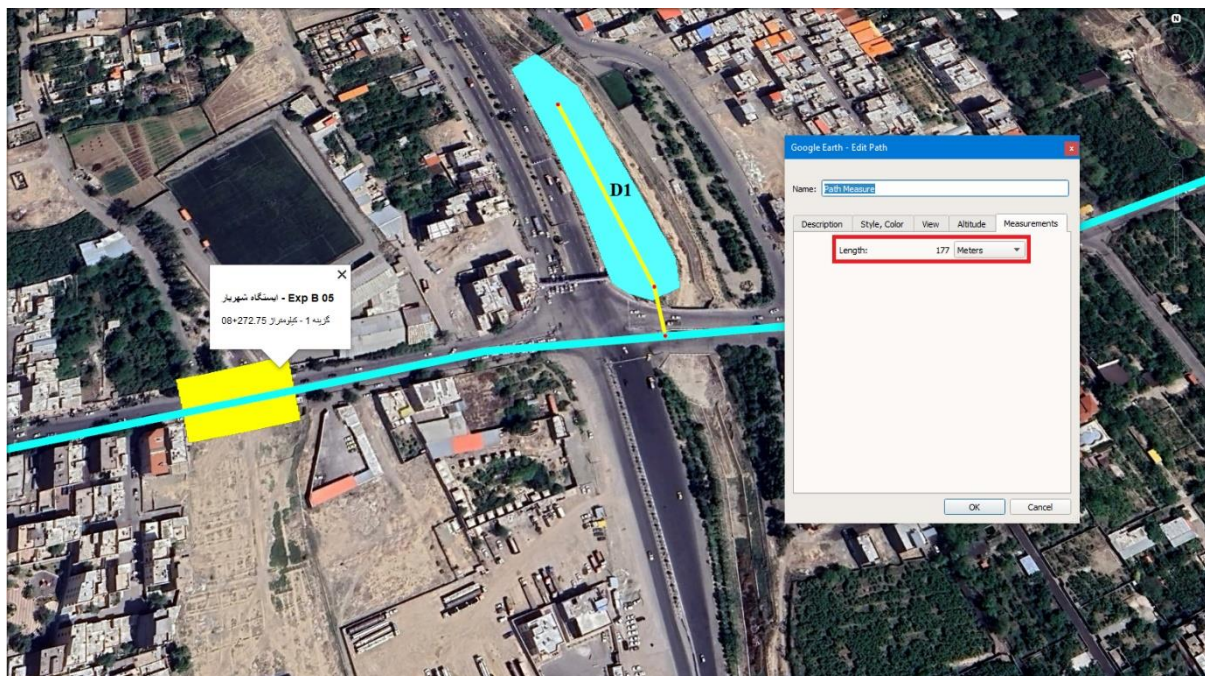 N
D1
Google Earth - Edit Path
x
Name: Path Measure
Description Style, Color View Altitude Measurements
Length: 177 Meters
Exp B 05 - ایستگاه شهریار
گزینه 1 - کیلومتراژ 272.75+08
OK Cancel